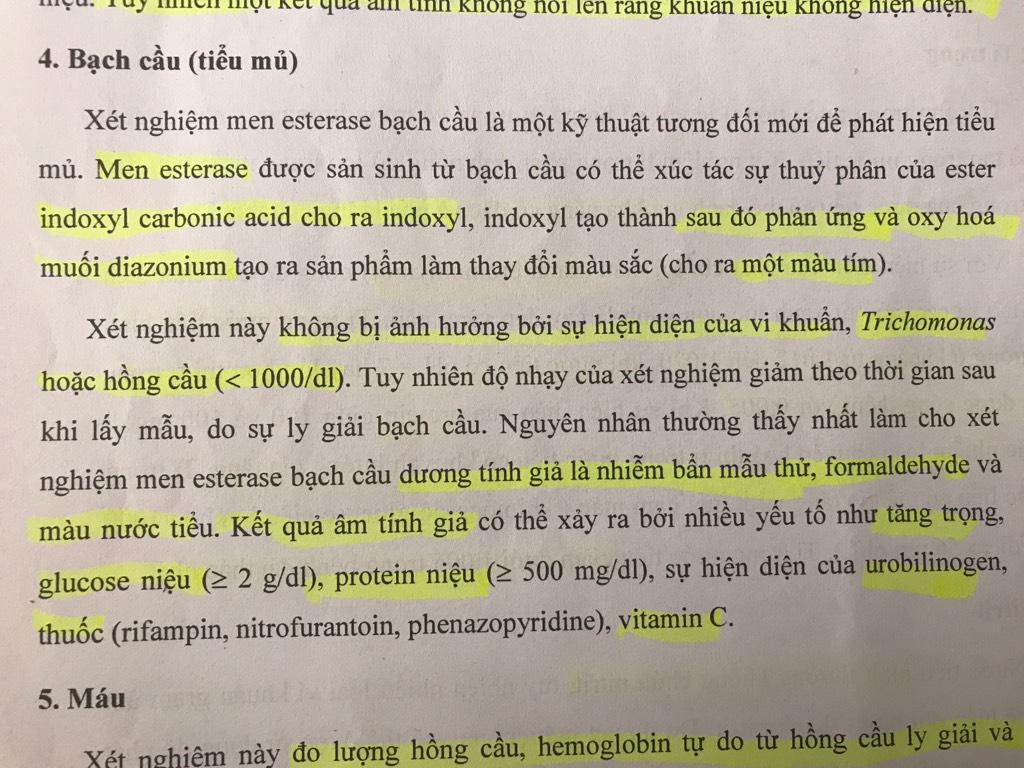 niệu. Tuy nhiên một kết quả âm tính không nói lên rằng khuẩn niệu không hiện diện.
4. Bạch cầu (tiểu mủ)
Xét nghiệm men esterase bạch cầu là một kỹ thuật tương đối mới để phát hiện tiểu
mủ. Men esterase được sản sinh từ bạch cầu có thể xúc tác sự thuỷ phân của ester
indoxyl carbonic acid cho ra indoxyl, indoxyl tạo thành sau đó phản ứng và oxy hoá
muối diazonium tạo ra sản phẩm làm thay đổi màu sắc (cho ra một màu tím).
Xét nghiệm này không bị ảnh hưởng bởi sự hiện diện của vi khuẩn, Trichomonas
hoặc hồng cầu (< 1000/dl). Tuy nhiên độ nhạy của xét nghiệm giảm theo thời gian sau
khi lấy mẫu, do sự ly giải bạch cầu. Nguyên nhân thường thấy nhất làm cho xét
nghiệm men esterase bạch cầu dương tính giả là nhiễm bẩn mẫu thử, formaldehyde và
màu nước tiểu. Kết quả âm tính giả có thể xảy ra bởi nhiều yếu tố như tăng trọng,
glucose niệu (≥ 2 g/dl), protein niệu (≥ 500 mg/dl), sự hiện diện của urobilinogen,
thuốc (rifampin, nitrofurantoin, phenazopyridine), vitamin C.
5. Máu
Xét nghiệm này đo lượng hồng cầu, hemoglobin tự do từ hồng cầu ly giải và